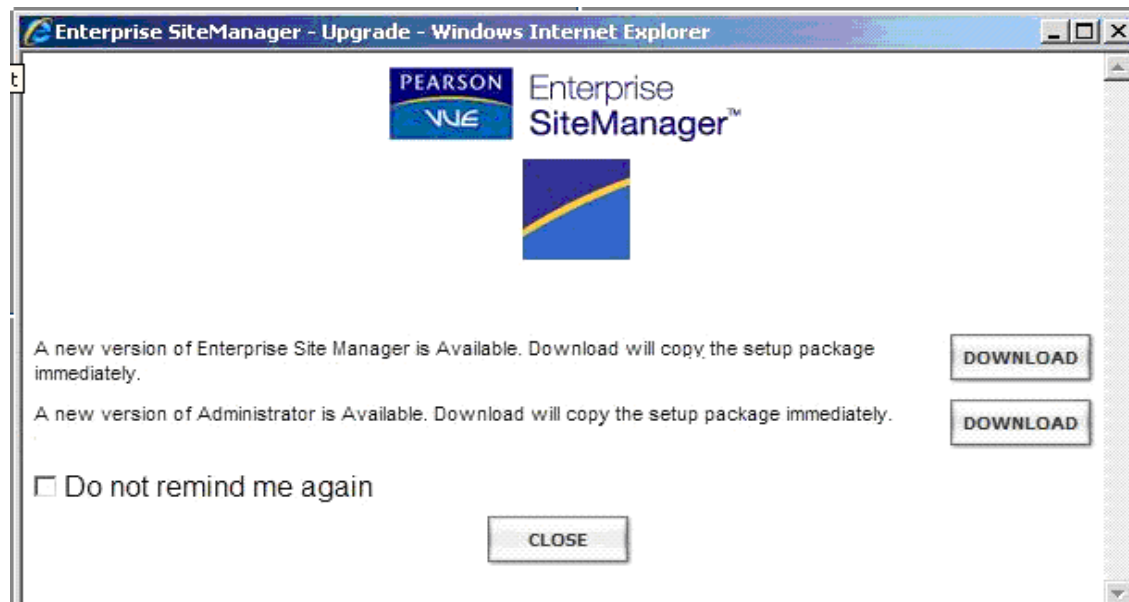 Enterprise SiteManager - Upgrade - Windows Internet Explorer
t
PEARSON
VUE
Enterprise
SiteManager™
A new version of Enterprise Site Manager is Available. Download will copy the setup package
immediately.
DOWNLOAD
A new version of Administrator is Available. Download will copy the setup package immediately.
DOWNLOAD
Do not remind me again
CLOSE